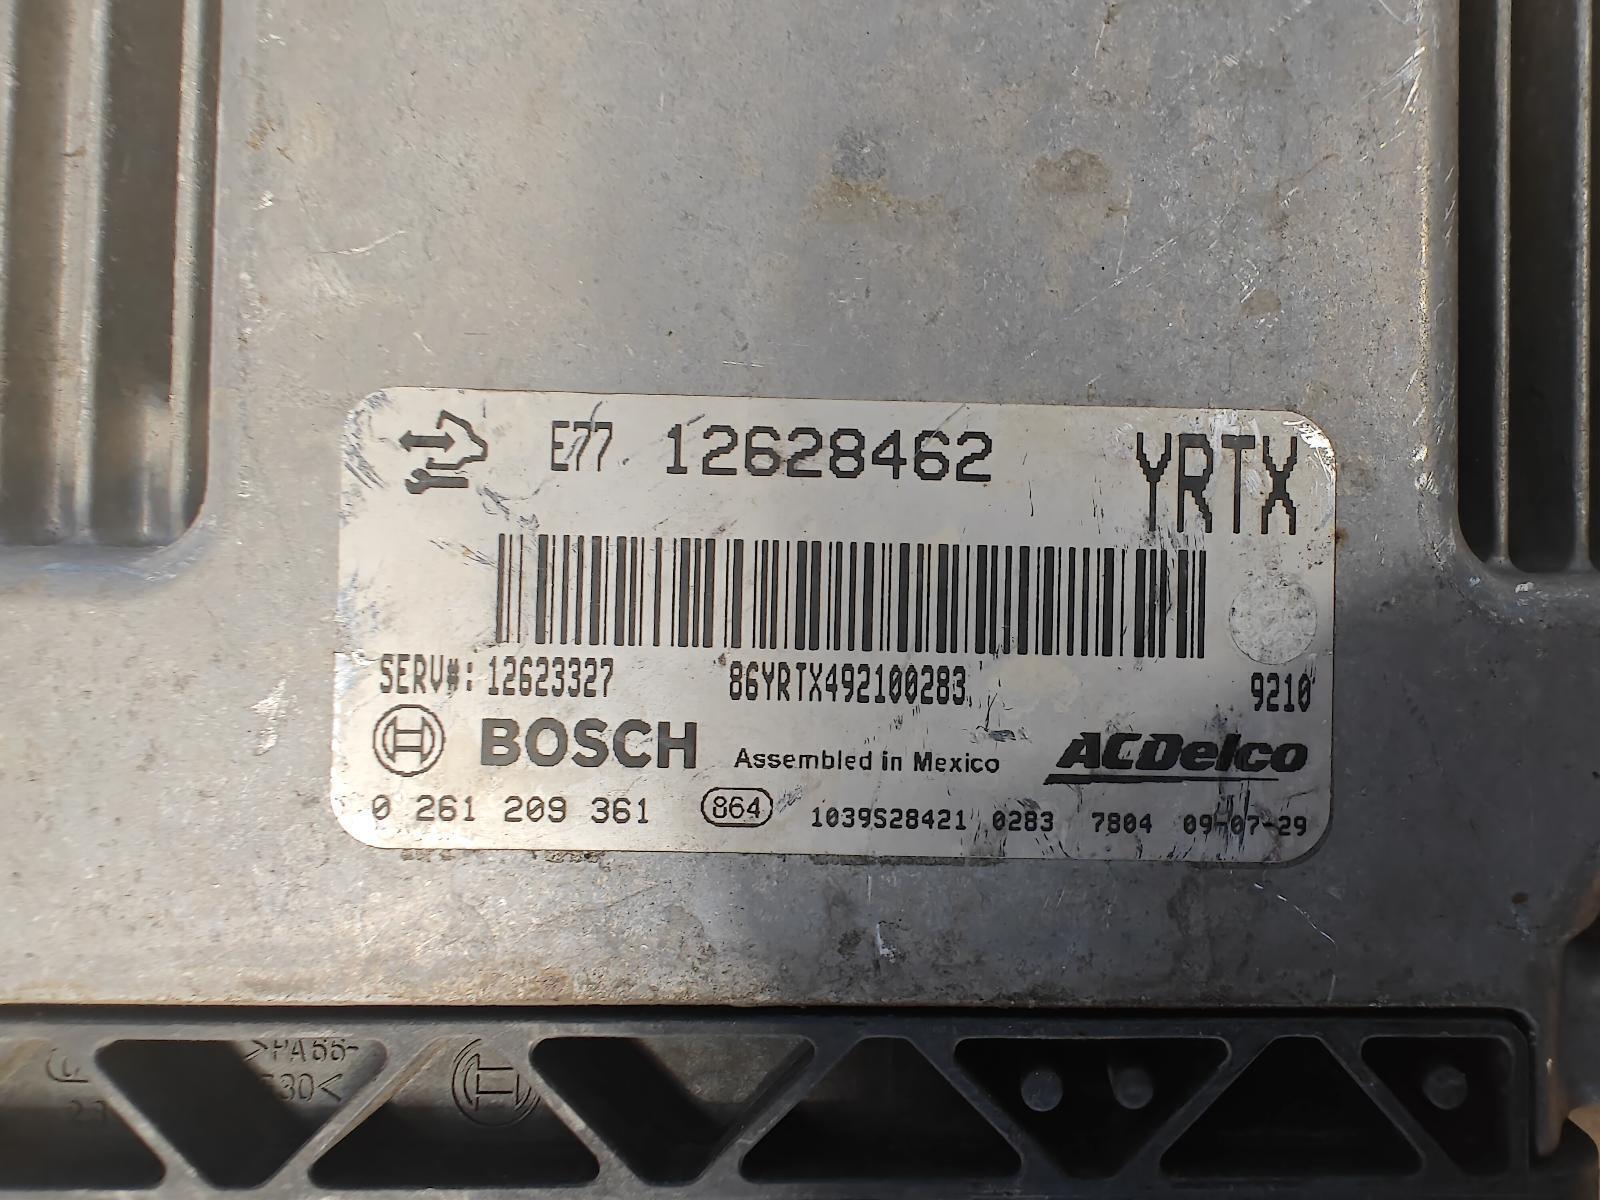 E77 12628462 YRTX
SERV#: 12623327 86YRTX492100283 9210
BOSCH Assembled in Mexico ACDelco
0 261 209 361 864 1039S28421 0283 7804 09-07-29
>PA66-
30<